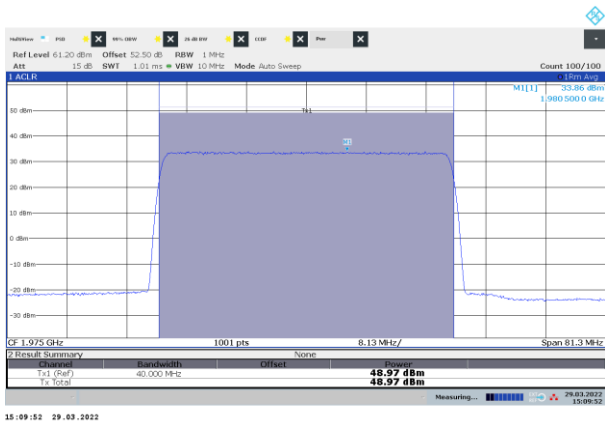 MultiView PSD 99% OBW 26 dB BW CCDF Pwr
Ref Level 61.20 dBm Offset 52.50 dB RBW 1 MHz
Att 15 dB SWT 1.01 ms VBW 10 MHz Mode Auto Sweep Count 100/100
1 ACLR 1Rm Avg
M1[1] 33.86 dBm
1.980 500 0 GHz
Tx1
50 dBm
40 dBm
M1
30 dBm
20 dBm
10 dBm
0 dBm
-10 dBm
-20 dBm
-30 dBm
CF 1.975 GHz 1001 pts 8.13 MHz/ Span 81.3 MHz
2 Result Summary None
Channel Bandwidth Offset Power
Tx1 (Ref) 40.000 MHz 48.97 dBm
Tx Total 48.97 dBm
Measuring... 29.03.2022
15:09:52
15:09:52 29.03.2022